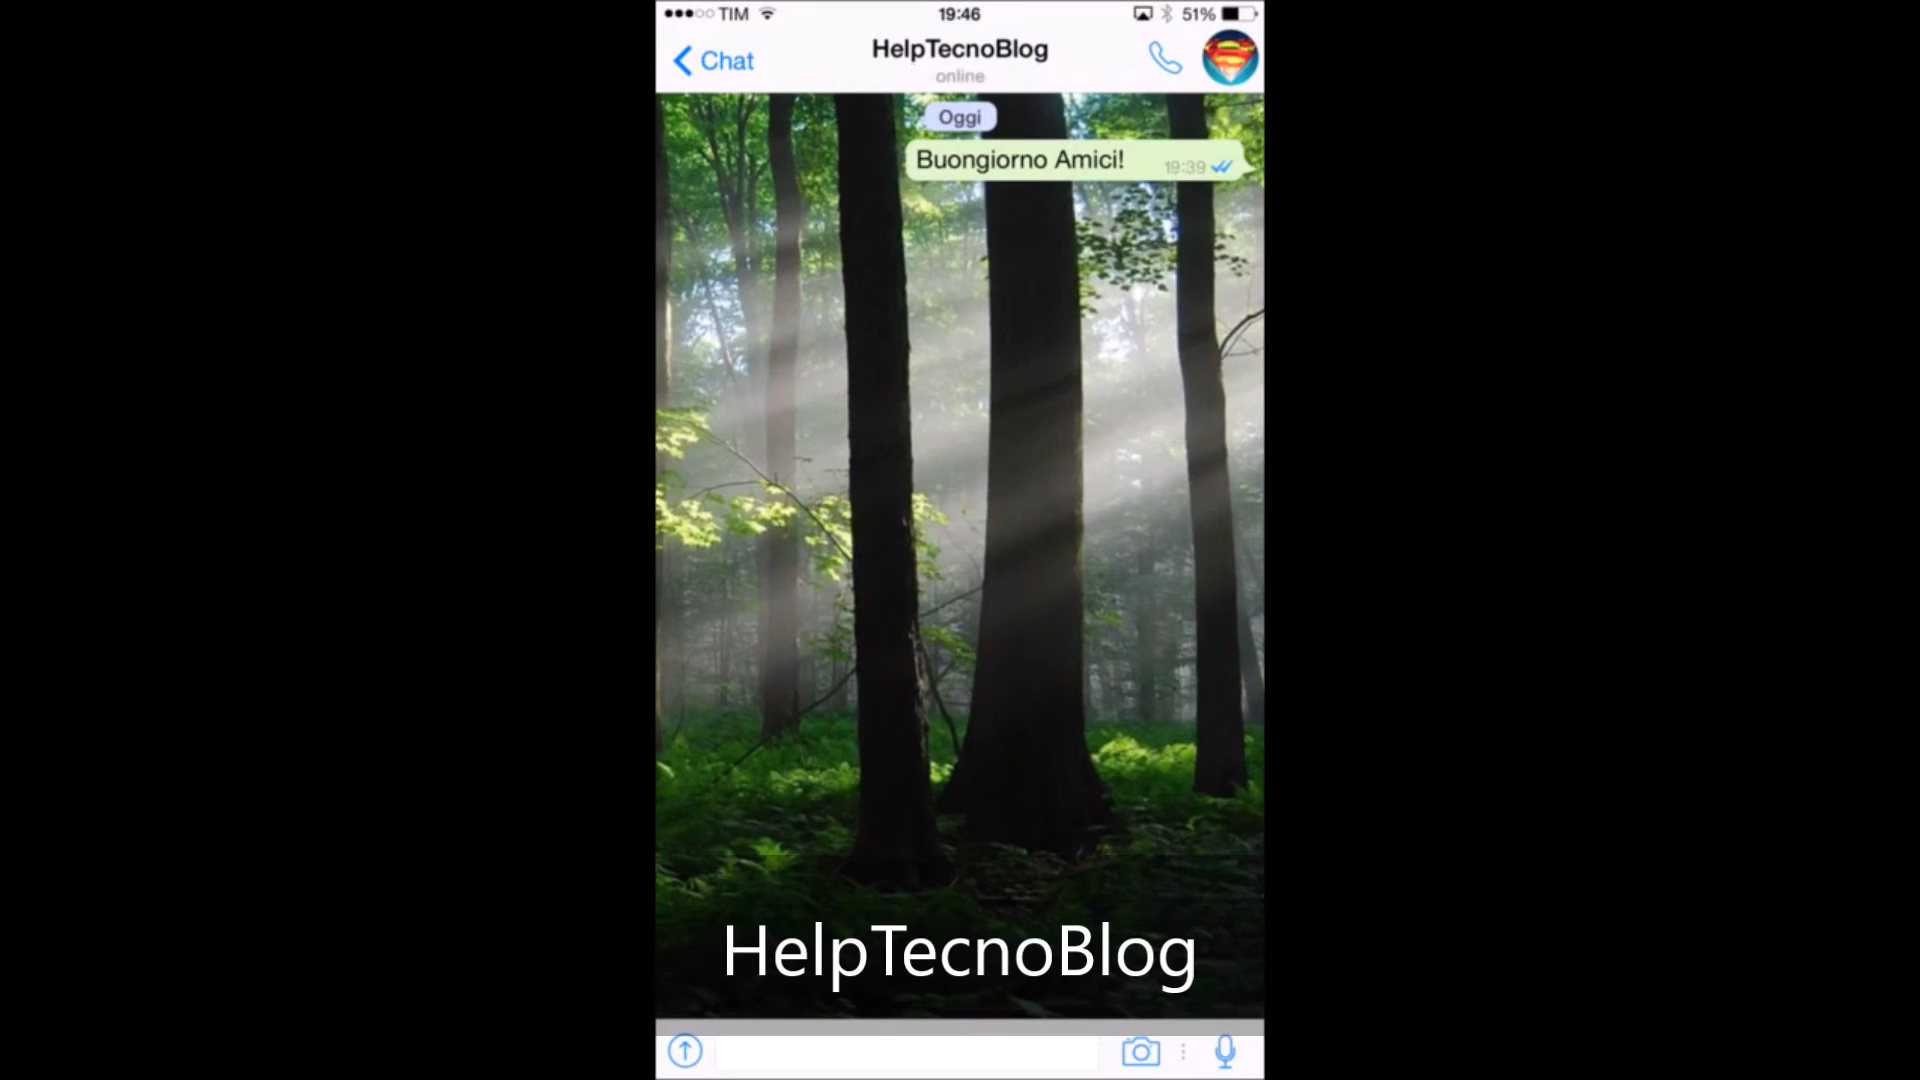 TIM 19:46 51%
Chat HelpTecnoBlog
online
Oggi
Buongiorno Amici! 19:39
HelpTecnoBlog